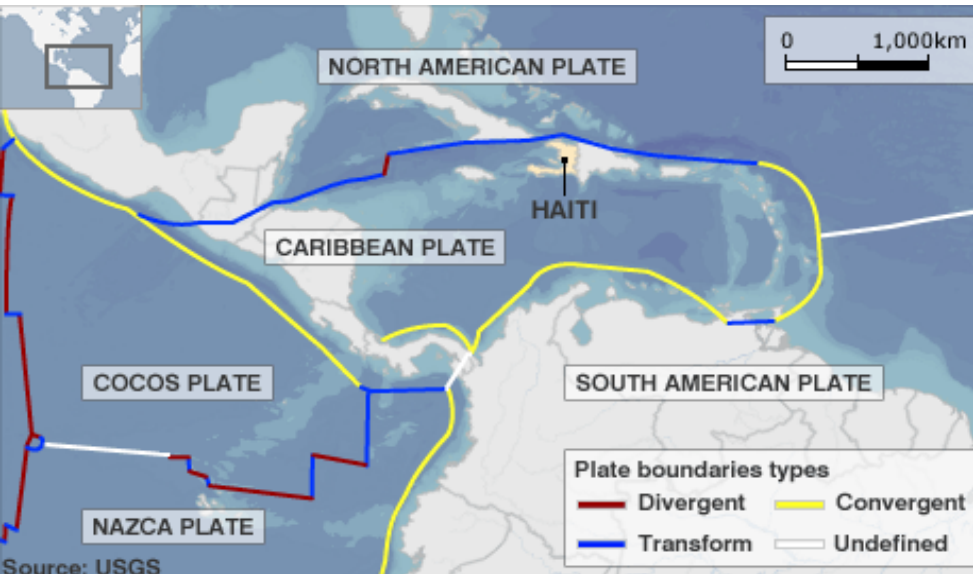 0 1,000km
NORTH AMERICAN PLATE
HAITI
CARIBBEAN PLATE
COCOS PLATE
SOUTH AMERICAN PLATE
Plate boundaries types
Divergent Convergent
Transform Undefined
NAZCA PLATE
Source: USGS